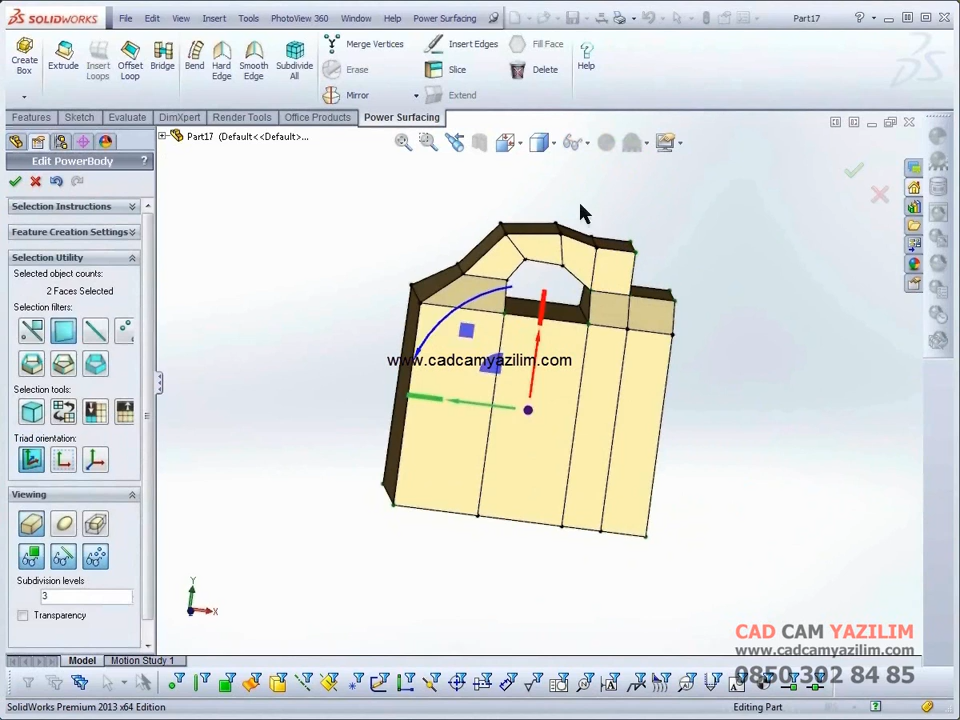 SOLIDWORKS File Edit View Insert Tools PhotoView 360 Window Help Power Surfacing Part17
Create Box Extrude Insert Loops Offset Loop Bridge Bend Hard Edge Smooth Edge Subdivide All Merge Vertices Insert Edges Fill Face Help
Erase Slice Delete
Mirror Extend
Features Sketch Evaluate DimXpert Render Tools Office Products Power Surfacing
Part17 (Default<<Default>...
Edit PowerBody ?
Selection Instructions
Feature Creation Settings
Selection Utility
Selected object counts:
2 Faces Selected
Selection filters:
Selection tools:
Triad orientation:
Viewing
Subdivision levels
3
Transparency
www.cadcamyazilim.com
Y
X
CAD CAM YAZILIM
www.cadcamyazilim.com
0850 302 84 85
Model Motion Study 1
SolidWorks Premium 2013 x64 Edition Editing Part